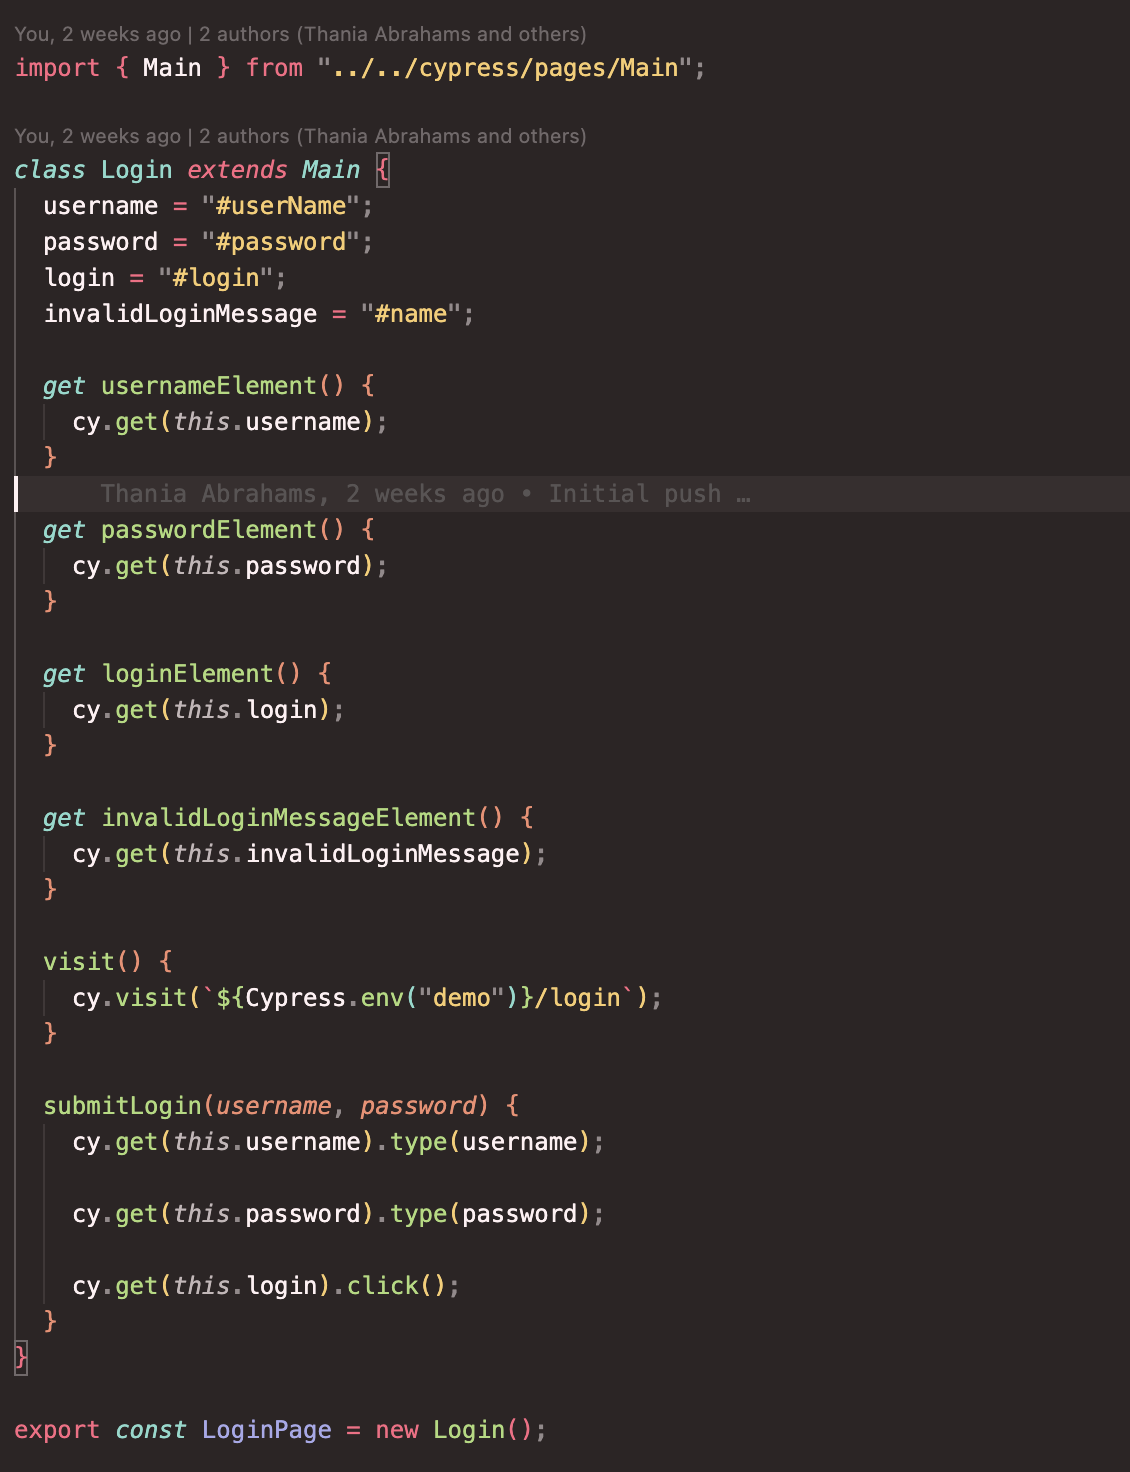 You, 2 weeks ago | 2 authors (Thania Abrahams and others)
import { Main } from "../../cypress/pages/Main";
You, 2 weeks ago | 2 authors (Thania Abrahams and others)
class Login extends Main {
  username = "#userName";
  password = "#password";
  login = "#login";
  invalidLoginMessage = "#name";
  get usernameElement() {
    cy.get(this.username);
  }
Thania Abrahams, 2 weeks ago • Initial push …
  get passwordElement() {
    cy.get(this.password);
  }
  get loginElement() {
    cy.get(this.login);
  }
  get invalidLoginMessageElement() {
    cy.get(this.invalidLoginMessage);
  }
  visit() {
    cy.visit(`${Cypress.env("demo")}/login`);
  }
  submitLogin(username, password) {
    cy.get(this.username).type(username);
    cy.get(this.password).type(password);
    cy.get(this.login).click();
  }
}
export const LoginPage = new Login();